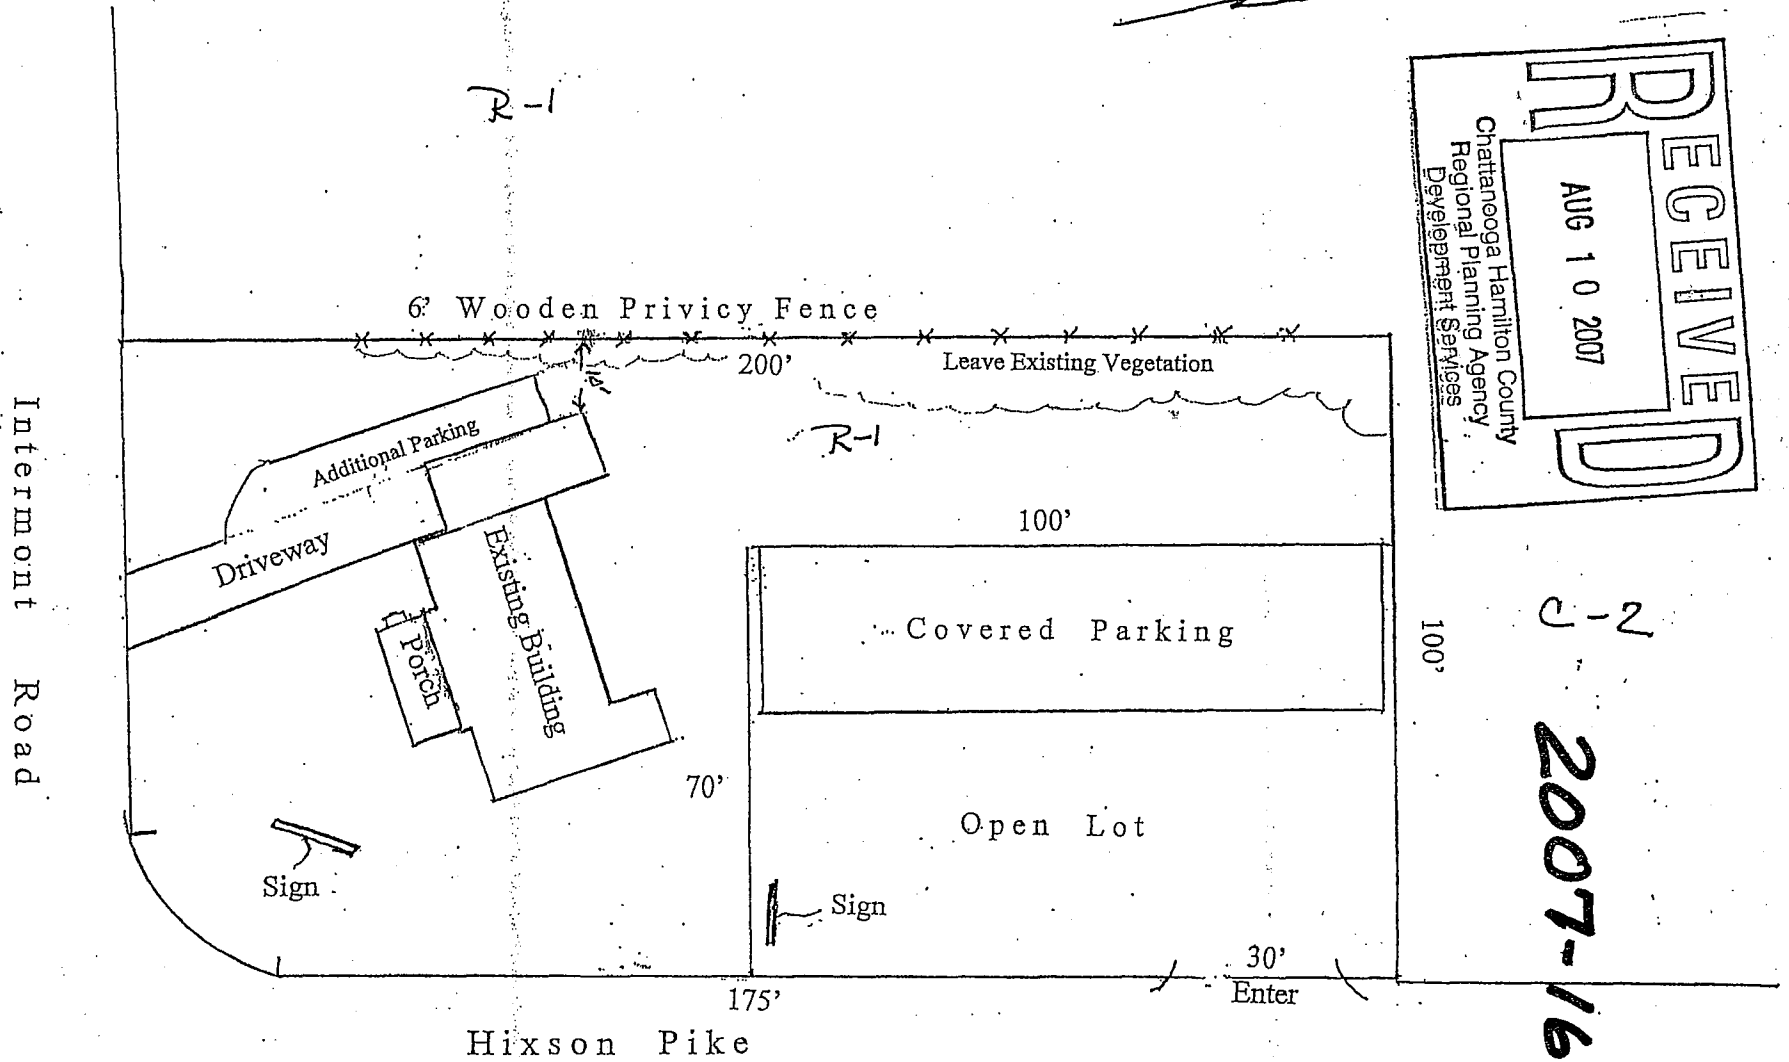 R-1
6' Wooden Privicy Fence
200'
Leave Existing Vegetation
14'
R-1
Additional Parking
Driveway
Existing Building
Porch
100'
Covered Parking
100'
70'
Open Lot
Sign
Sign
30'
Enter
175'
Hixson Pike
Intermont Road
RECEIVED
AUG 10 2007
Chattanooga Hamilton County
Regional Planning Agency
Development Services
C-2
2007-16